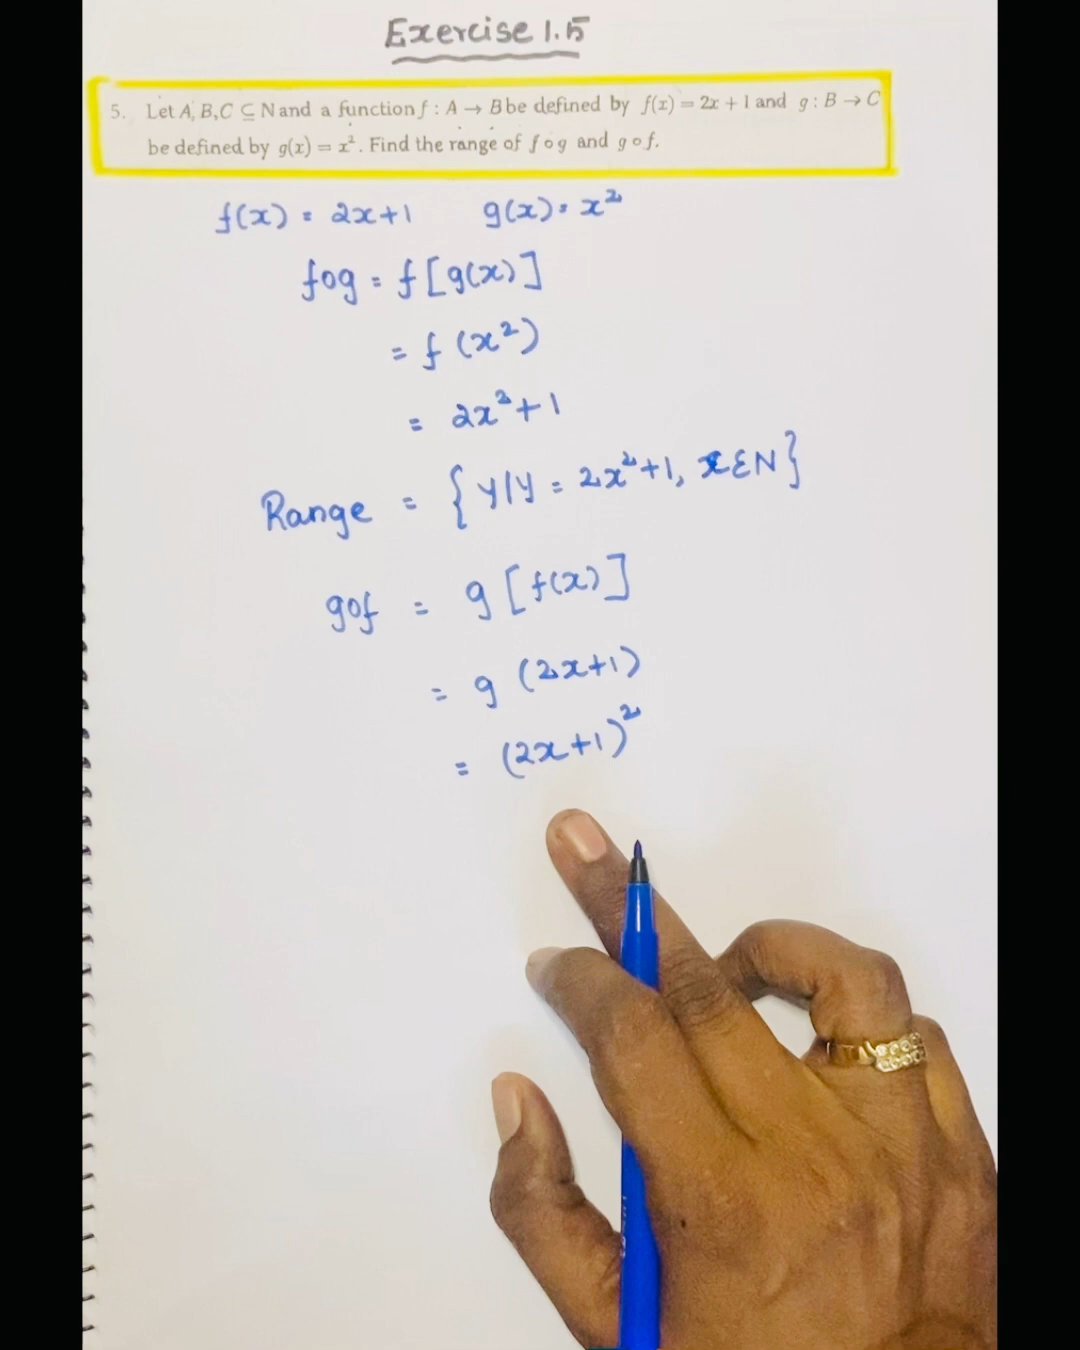 Exercise 1.5
5. Let A, B,C ⊆ N and a function f : A → B be defined by f(x) = 2x + 1 and g : B → C
be defined by g(x) = x². Find the range of f o g and g o f.
f(x) = 2x+1 g(x) = x²
fog = f[g(x)]
= f(x²)
= 2x²+1
Range = {y/y = 2x²+1, x∈N}
gof = g[f(x)]
= g(2x+1)
= (2x+1)²